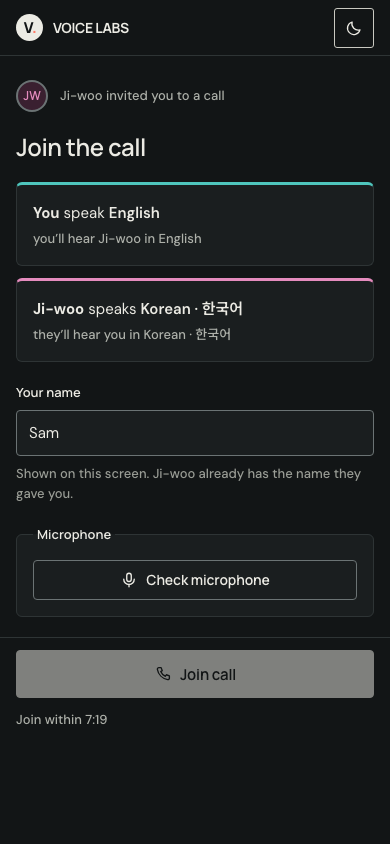 V.
VOICE LABS
JW
Ji-woo invited you to a call
Join the call
You speak English
you'll hear Ji-woo in English
Ji-woo speaks Korean · 한국어
they'll hear you in Korean · 한국어
Your name
Sam
Shown on this screen. Ji-woo already has the name they
gave you.
Microphone
Check microphone
Join call
Join within 7:19